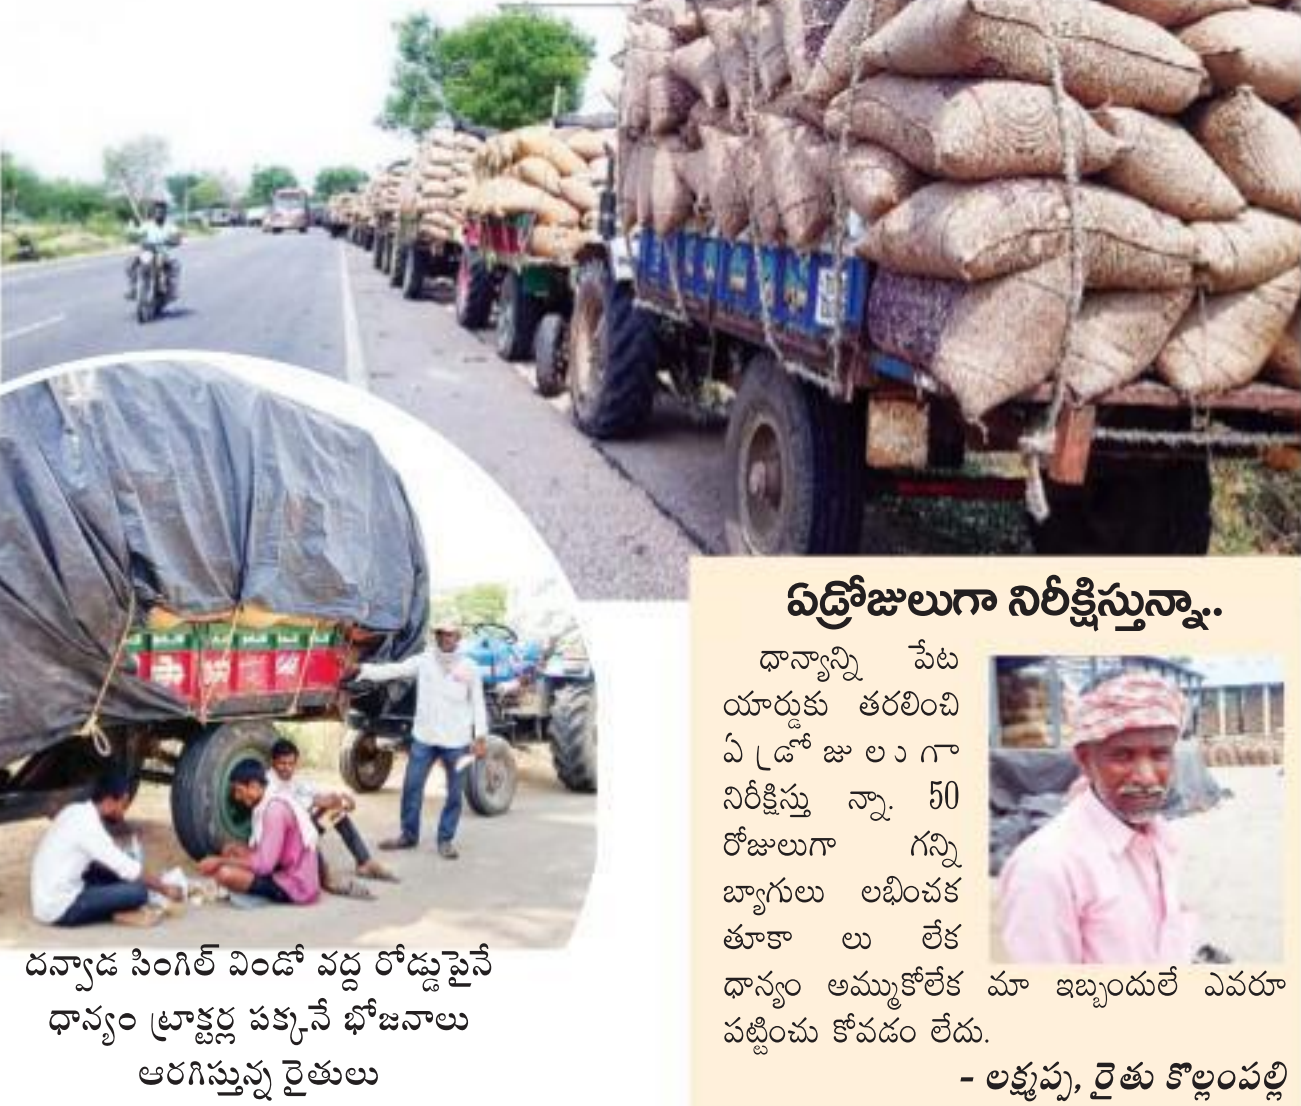 దన్వాడ సింగిల్ విండో వద్ద రోడ్డుపైనే
ధాన్యం ట్రాక్టర్ల పక్కనే భోజనాలు
ఆరగిస్తున్న రైతులు
ఏడ్రోజులుగా నిరీక్షిస్తున్నా..
ధాన్యాన్ని పేట
యార్డుకు తరలించి
ఏడ్రోజులుగా
నిరీక్షిస్తు న్నా. 50
రోజులుగా గన్ని
బ్యాగులు లభించక
తూకా లు లేక
ధాన్యం అమ్ముకోలేక మా ఇబ్బందులే ఎవరూ
పట్టించు కోవడం లేదు.
- లక్ష్మప్ప, రైతు కొల్లంపల్లి